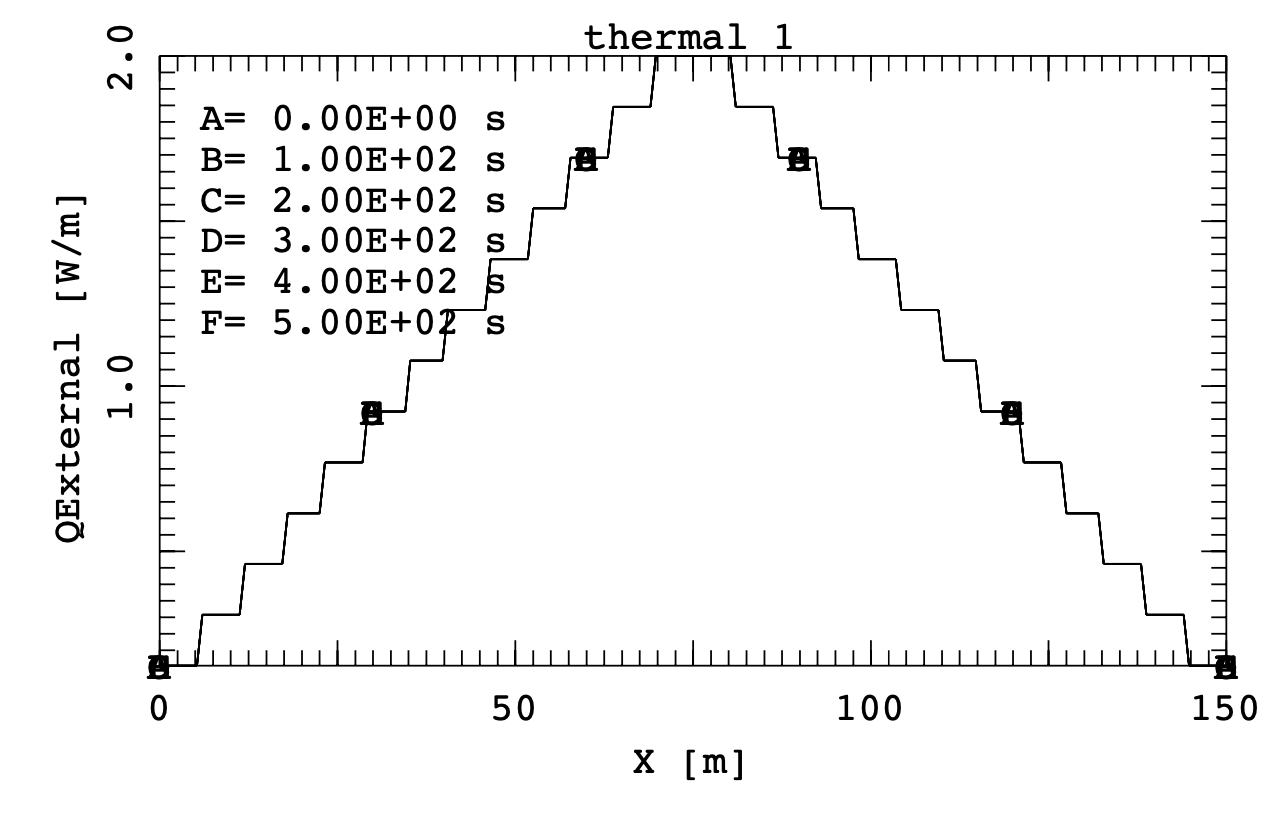 thermal 1
2.0
1.0
QExternal [W/m]
A= 0.00E+00 s
B= 1.00E+02 s
C= 2.00E+02 s
D= 3.00E+02 s
E= 4.00E+02 s
F= 5.00E+02 s
0 50 100 150
X [m]